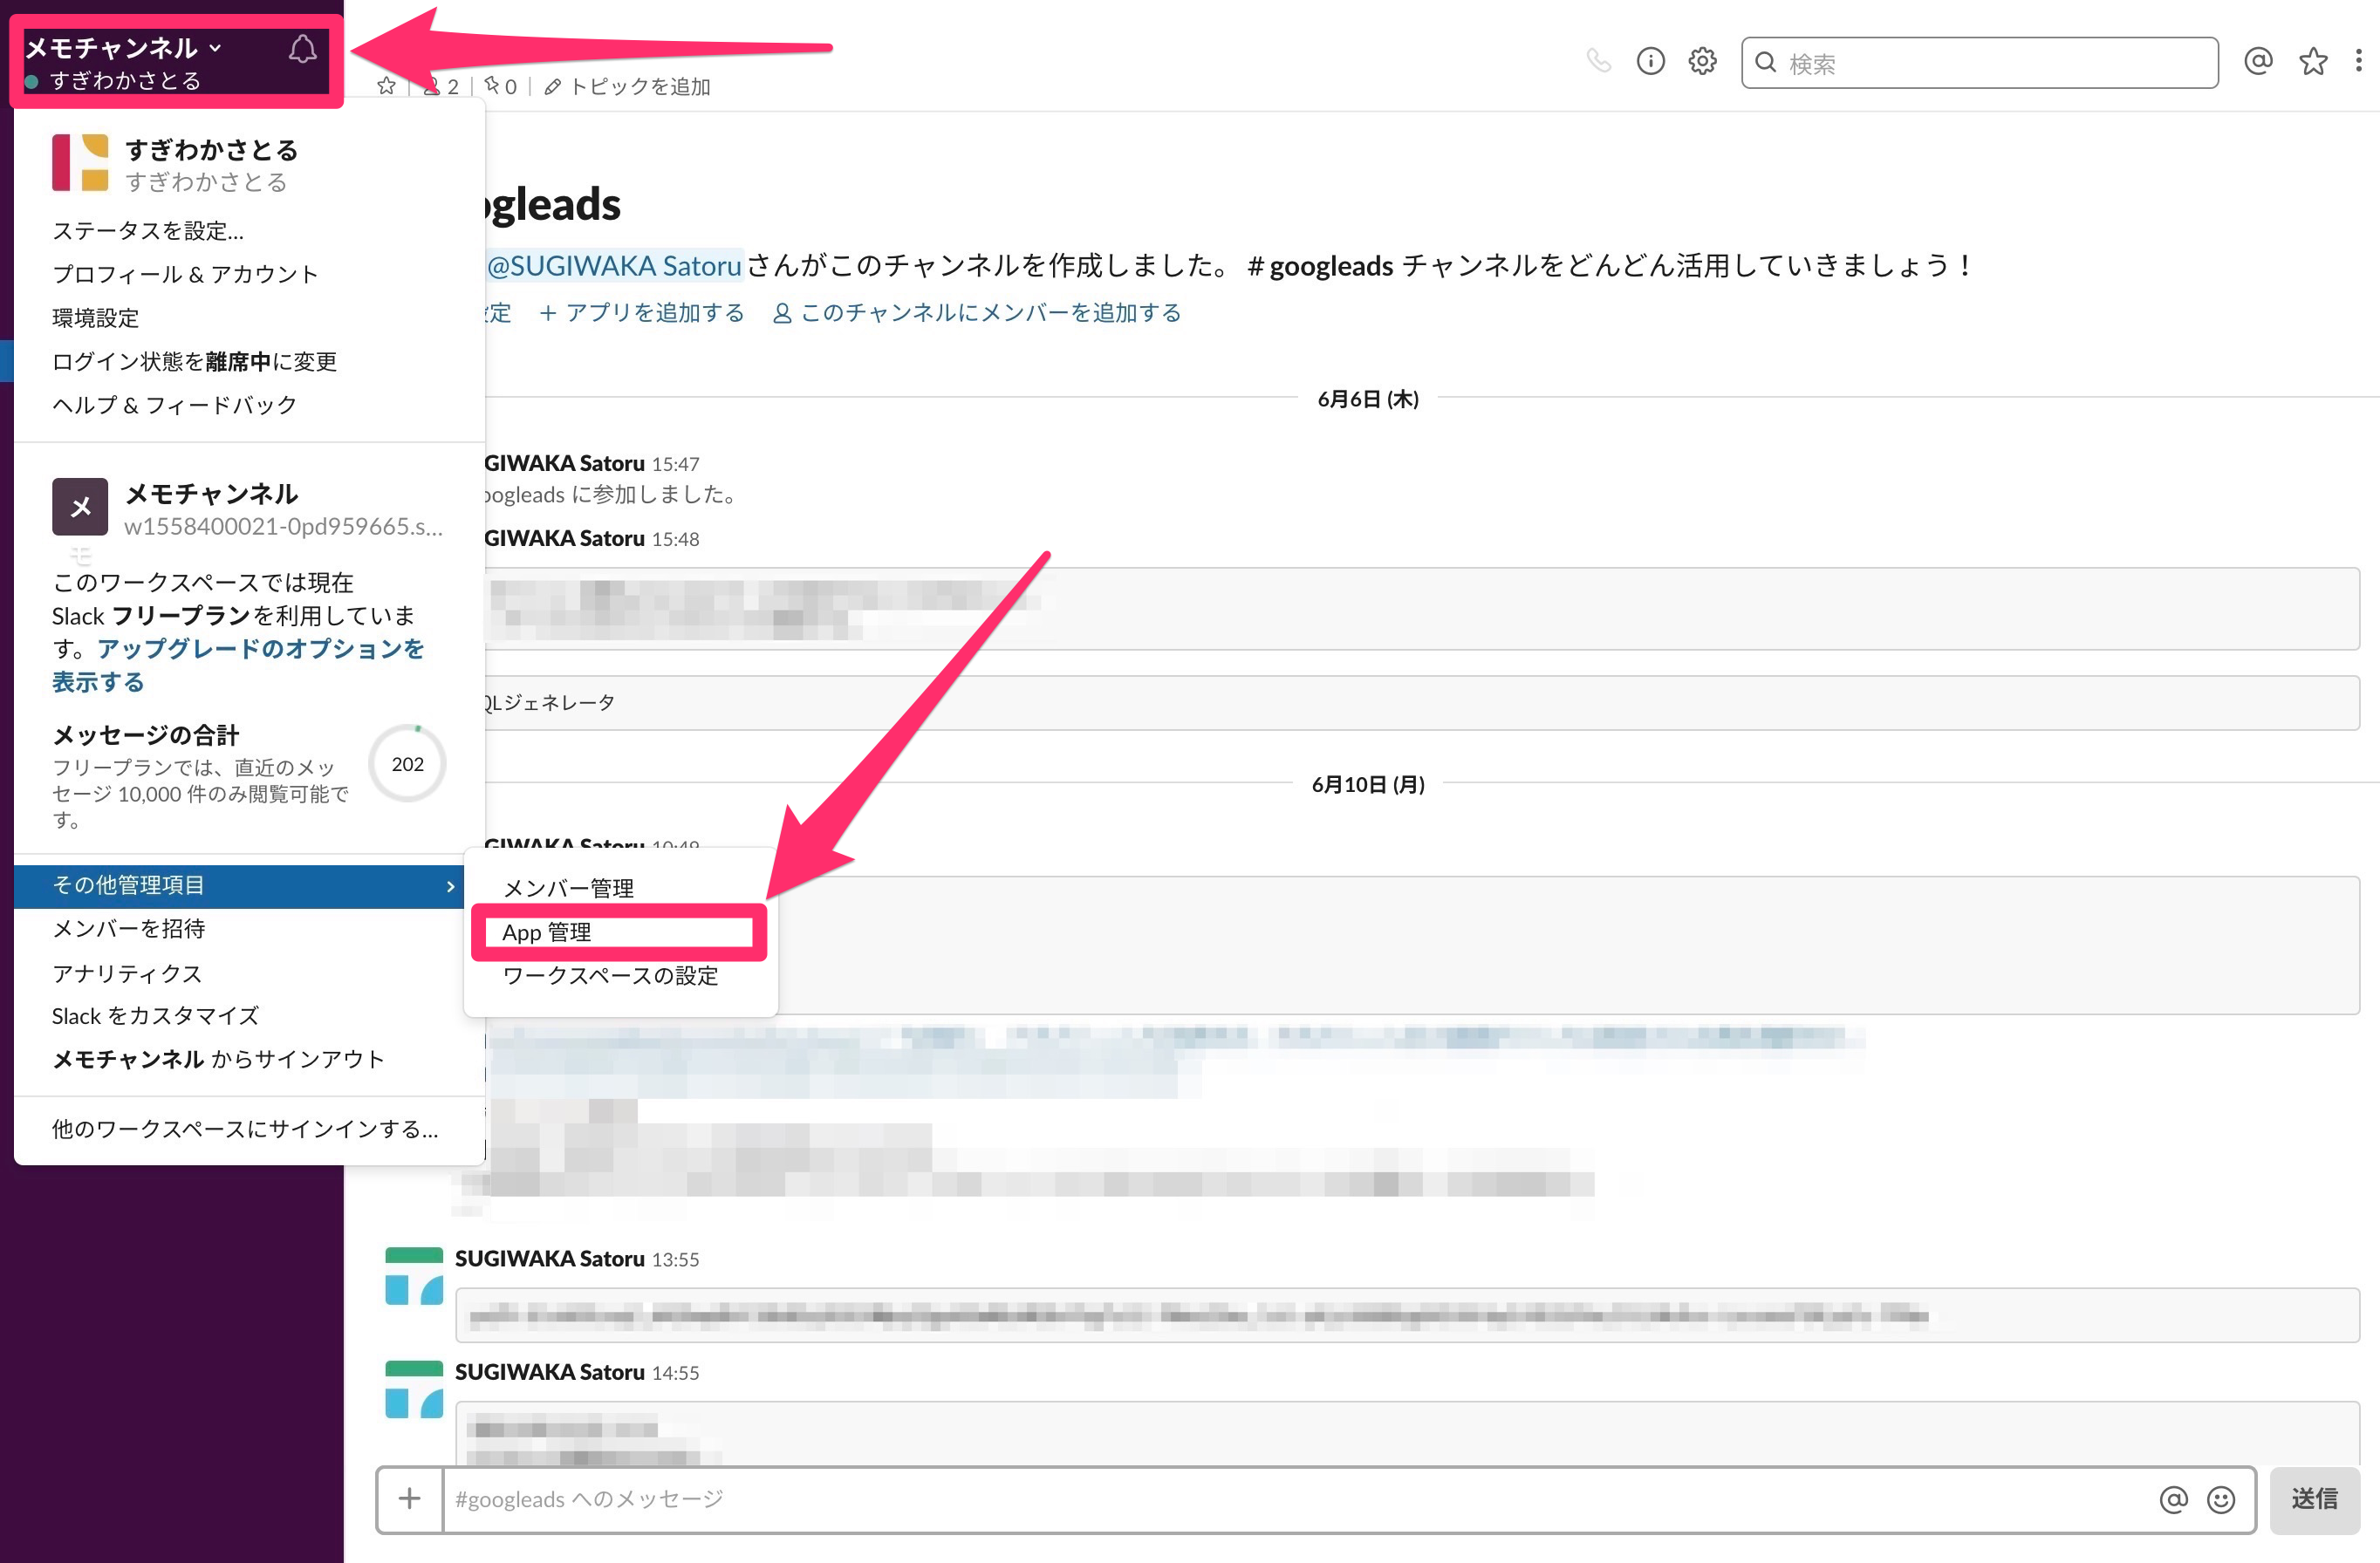 メモチャンネル
すぎわかさとる
2
0
トピックを追加
検索
すぎわかさとる
すぎわかさとる
ステータスを設定...
プロフィール & アカウント
環境設定
ログイン状態を離席中に変更
ヘルプ & フィードバック
メ
モ
メモチャンネル
w1558400021-0pd959665.s...
このワークスペースでは現在
Slack フリープランを利用していま
す。アップグレードのオプションを
表示する
メッセージの合計
フリープランでは、直近のメッ
セージ 10,000 件のみ閲覧可能で
す。
202
その他管理項目
メンバーを招待
アナリティクス
Slack をカスタマイズ
メモチャンネル からサインアウト
他のワークスペースにサインインする...
メンバー管理
App 管理
ワークスペースの設定
ogleads
@SUGIWAKA Satoruさんがこのチャンネルを作成しました。 # googleads チャンネルをどんどん活用していきましょう！
定 + アプリを追加する このチャンネルにメンバーを追加する
6月6日 (木)
GIWAKA Satoru 15:47
oogleads に参加しました。
GIWAKA Satoru 15:48
QLジェネレータ
6月10日 (月)
GIWAKA Satoru 10:49
SUGIWAKA Satoru 13:55
SUGIWAKA Satoru 14:55
#googleads へのメッセージ
送信